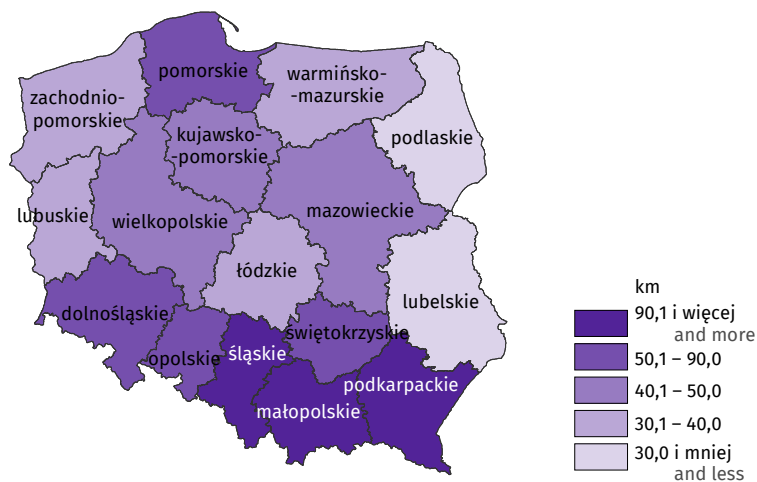 pomorskie
warmińsko-
-mazurskie
zachodnio-
pomorskie
kujawsko-
-pomorskie
podlaskie
lubuskie
wielkopolskie
mazowieckie
łódzkie
lubelskie
dolnośląskie
opolskie
śląskie
świętokrzyskie
podkarpackie
małopolskie
km
90,1 i więcej
and more
50,1 – 90,0
40,1 – 50,0
30,1 – 40,0
30,0 i mniej
and less